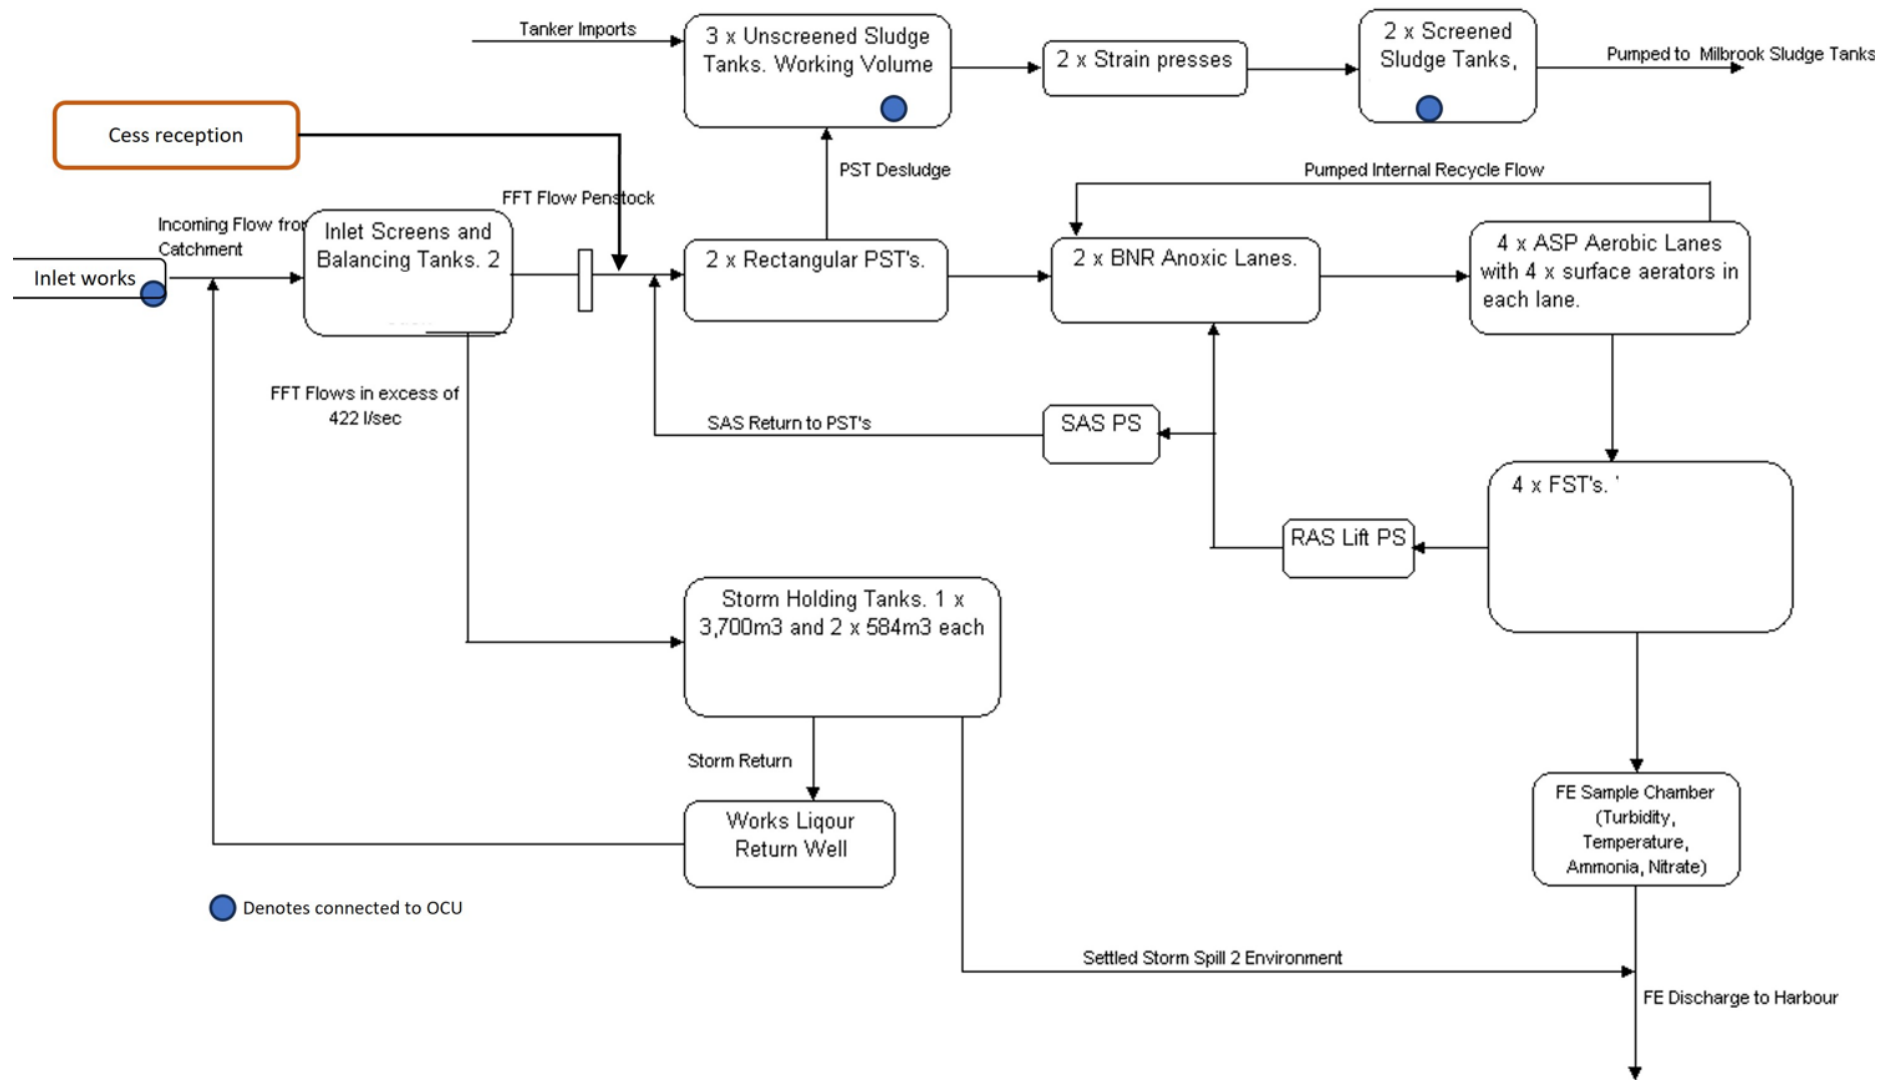 Tanker Imports
3 x Unscreened Sludge
Tanks. Working Volume
2 x Strain presses
2 x Screened
Sludge Tanks,
Pumped to Milbrook Sludge Tanks
Cess reception
PST Desludge
Pumped Internal Recycle Flow
FFT Flow Penstock
Incoming Flow from
Catchment
Inlet works
Inlet Screens and
Balancing Tanks. 2
2 x Rectangular PST's.
2 x BNR Anoxic Lanes.
4 x ASP Aerobic Lanes
with 4 x surface aerators in
each lane.
FFT Flows in excess of
422 l/sec
SAS Return to PST's
SAS PS
4 x FST's. '
RAS Lift PS
Storm Holding Tanks. 1 x
3,700m3 and 2 x 584m3 each
Storm Return
Works Liqour
Return Well
FE Sample Chamber
(Turbidity,
Temperature,
Ammonia, Nitrate)
Denotes connected to OCU
Settled Storm Spill 2 Environment
FE Discharge to Harbour